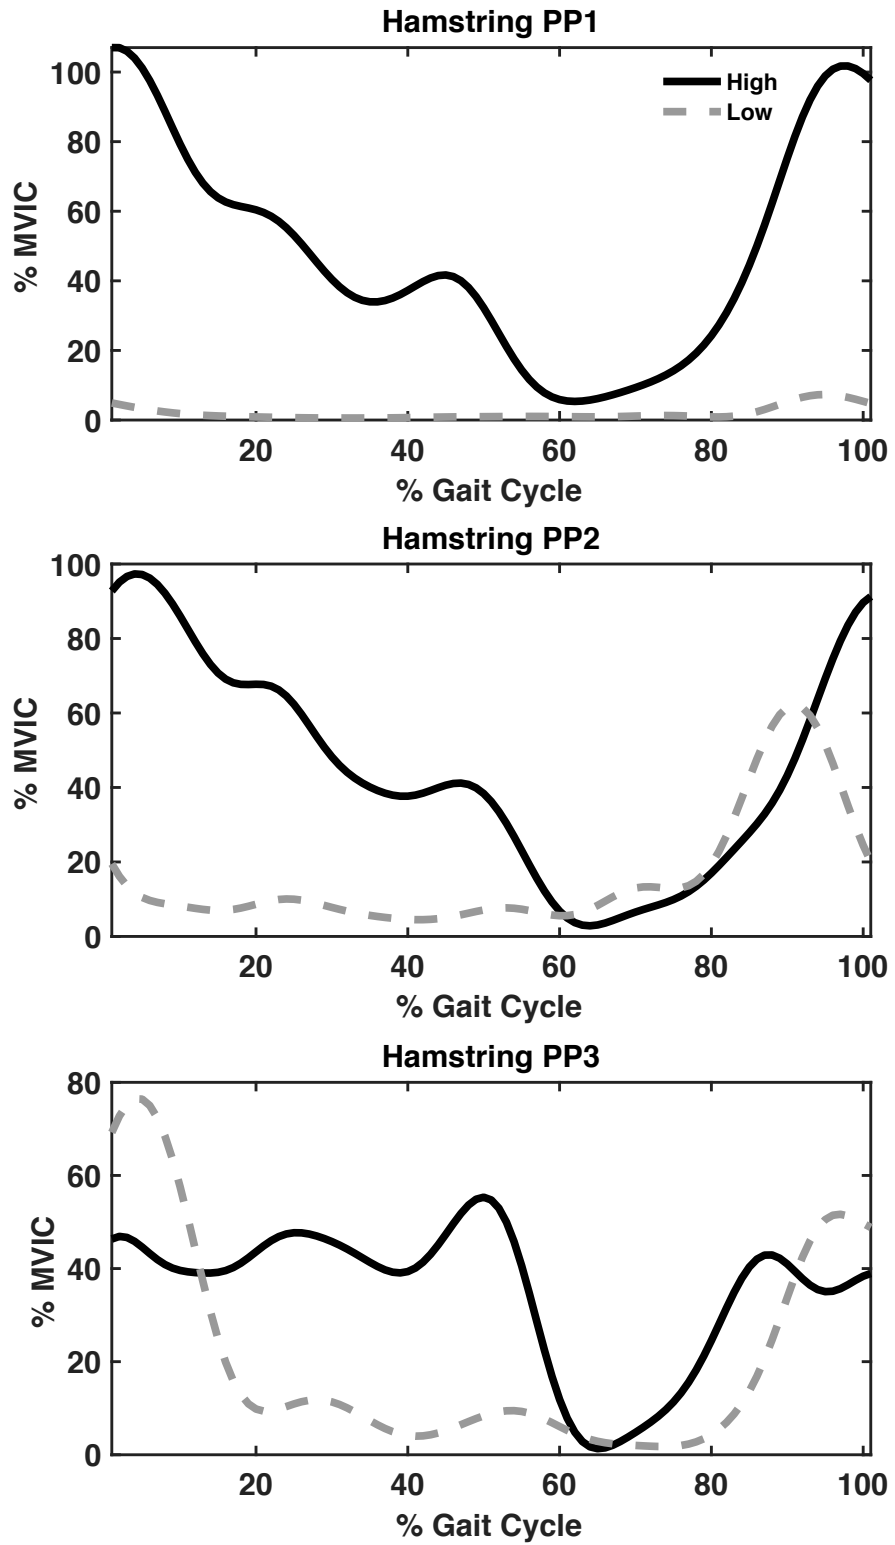 Hamstring PP1
100
80
60
40
20
0
% MVIC
High
Low
20 40 60 80 100
% Gait Cycle
Hamstring PP2
100
80
60
40
20
0
% MVIC
20 40 60 80 100
% Gait Cycle
Hamstring PP3
80
60
40
20
0
% MVIC
20 40 60 80 100
% Gait Cycle